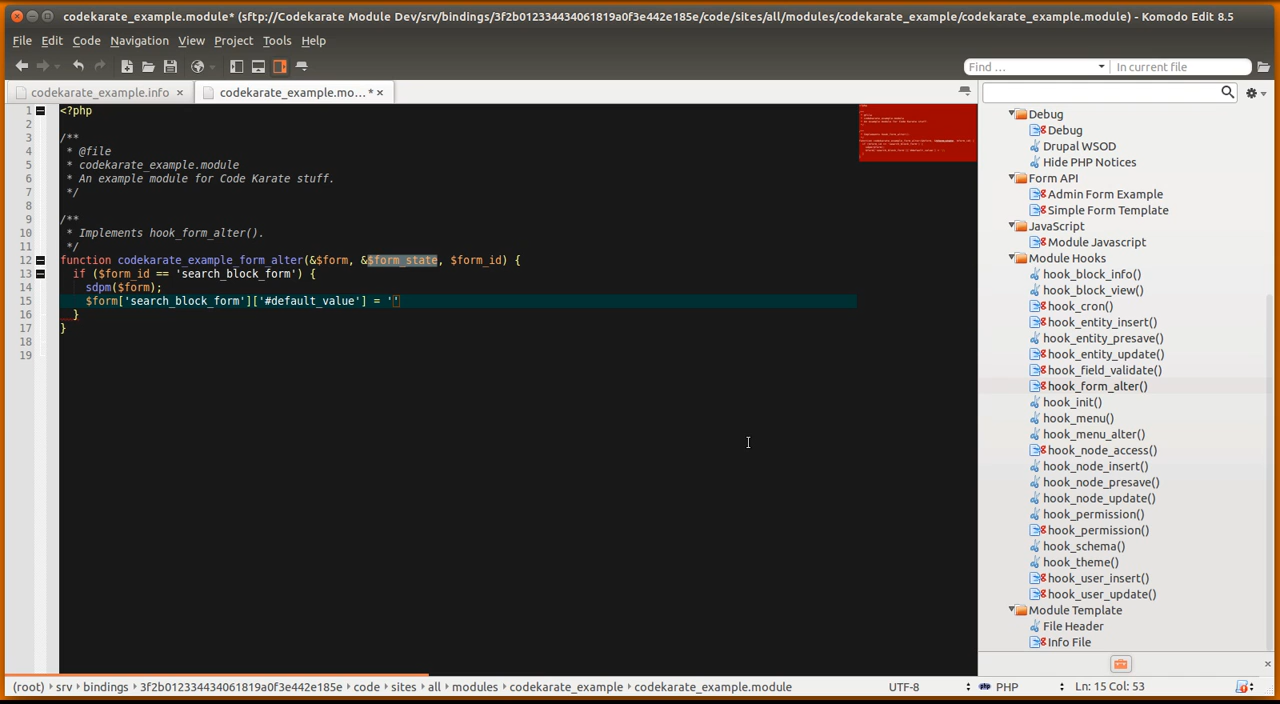 codekarate_example.module* (sftp://Codekarate Module Dev/srv/bindings/3f2b012334434061819a0f3e442e185e/code/sites/all/modules/codekarate_example/codekarate_example.module) - Komodo Edit 8.5
File Edit Code Navigation View Project Tools Help
Find ... In current file
codekarate_example.info × codekarate_example.mo...* ×
1 <?php
2
3 /**
4 * @file
5 * codekarate_example.module
6 * An example module for Code Karate stuff.
7 */
8
9 /**
10 * Implements hook_form_alter().
11 */
12 function codekarate_example_form_alter(&$form, &$form_state, $form_id) {
13 if ($form_id == 'search_block_form') {
14 sdpm($form);
15 $form['search_block_form']['#default_value'] = ''
16 }
17 }
18
19
Debug
Debug
Drupal WSOD
Hide PHP Notices
Form API
Admin Form Example
Simple Form Template
JavaScript
Module Javascript
Module Hooks
hook_block_info()
hook_block_view()
hook_cron()
hook_entity_insert()
hook_entity_presave()
hook_entity_update()
hook_field_validate()
hook_form_alter()
hook_init()
hook_menu()
hook_menu_alter()
hook_node_access()
hook_node_insert()
hook_node_presave()
hook_node_update()
hook_permission()
hook_permission()
hook_schema()
hook_theme()
hook_user_insert()
hook_user_update()
Module Template
File Header
Info File
(root) srv bindings 3f2b012334434061819a0f3e442e185e code sites all modules codekarate_example codekarate_example.module UTF-8 PHP Ln: 15 Col: 53